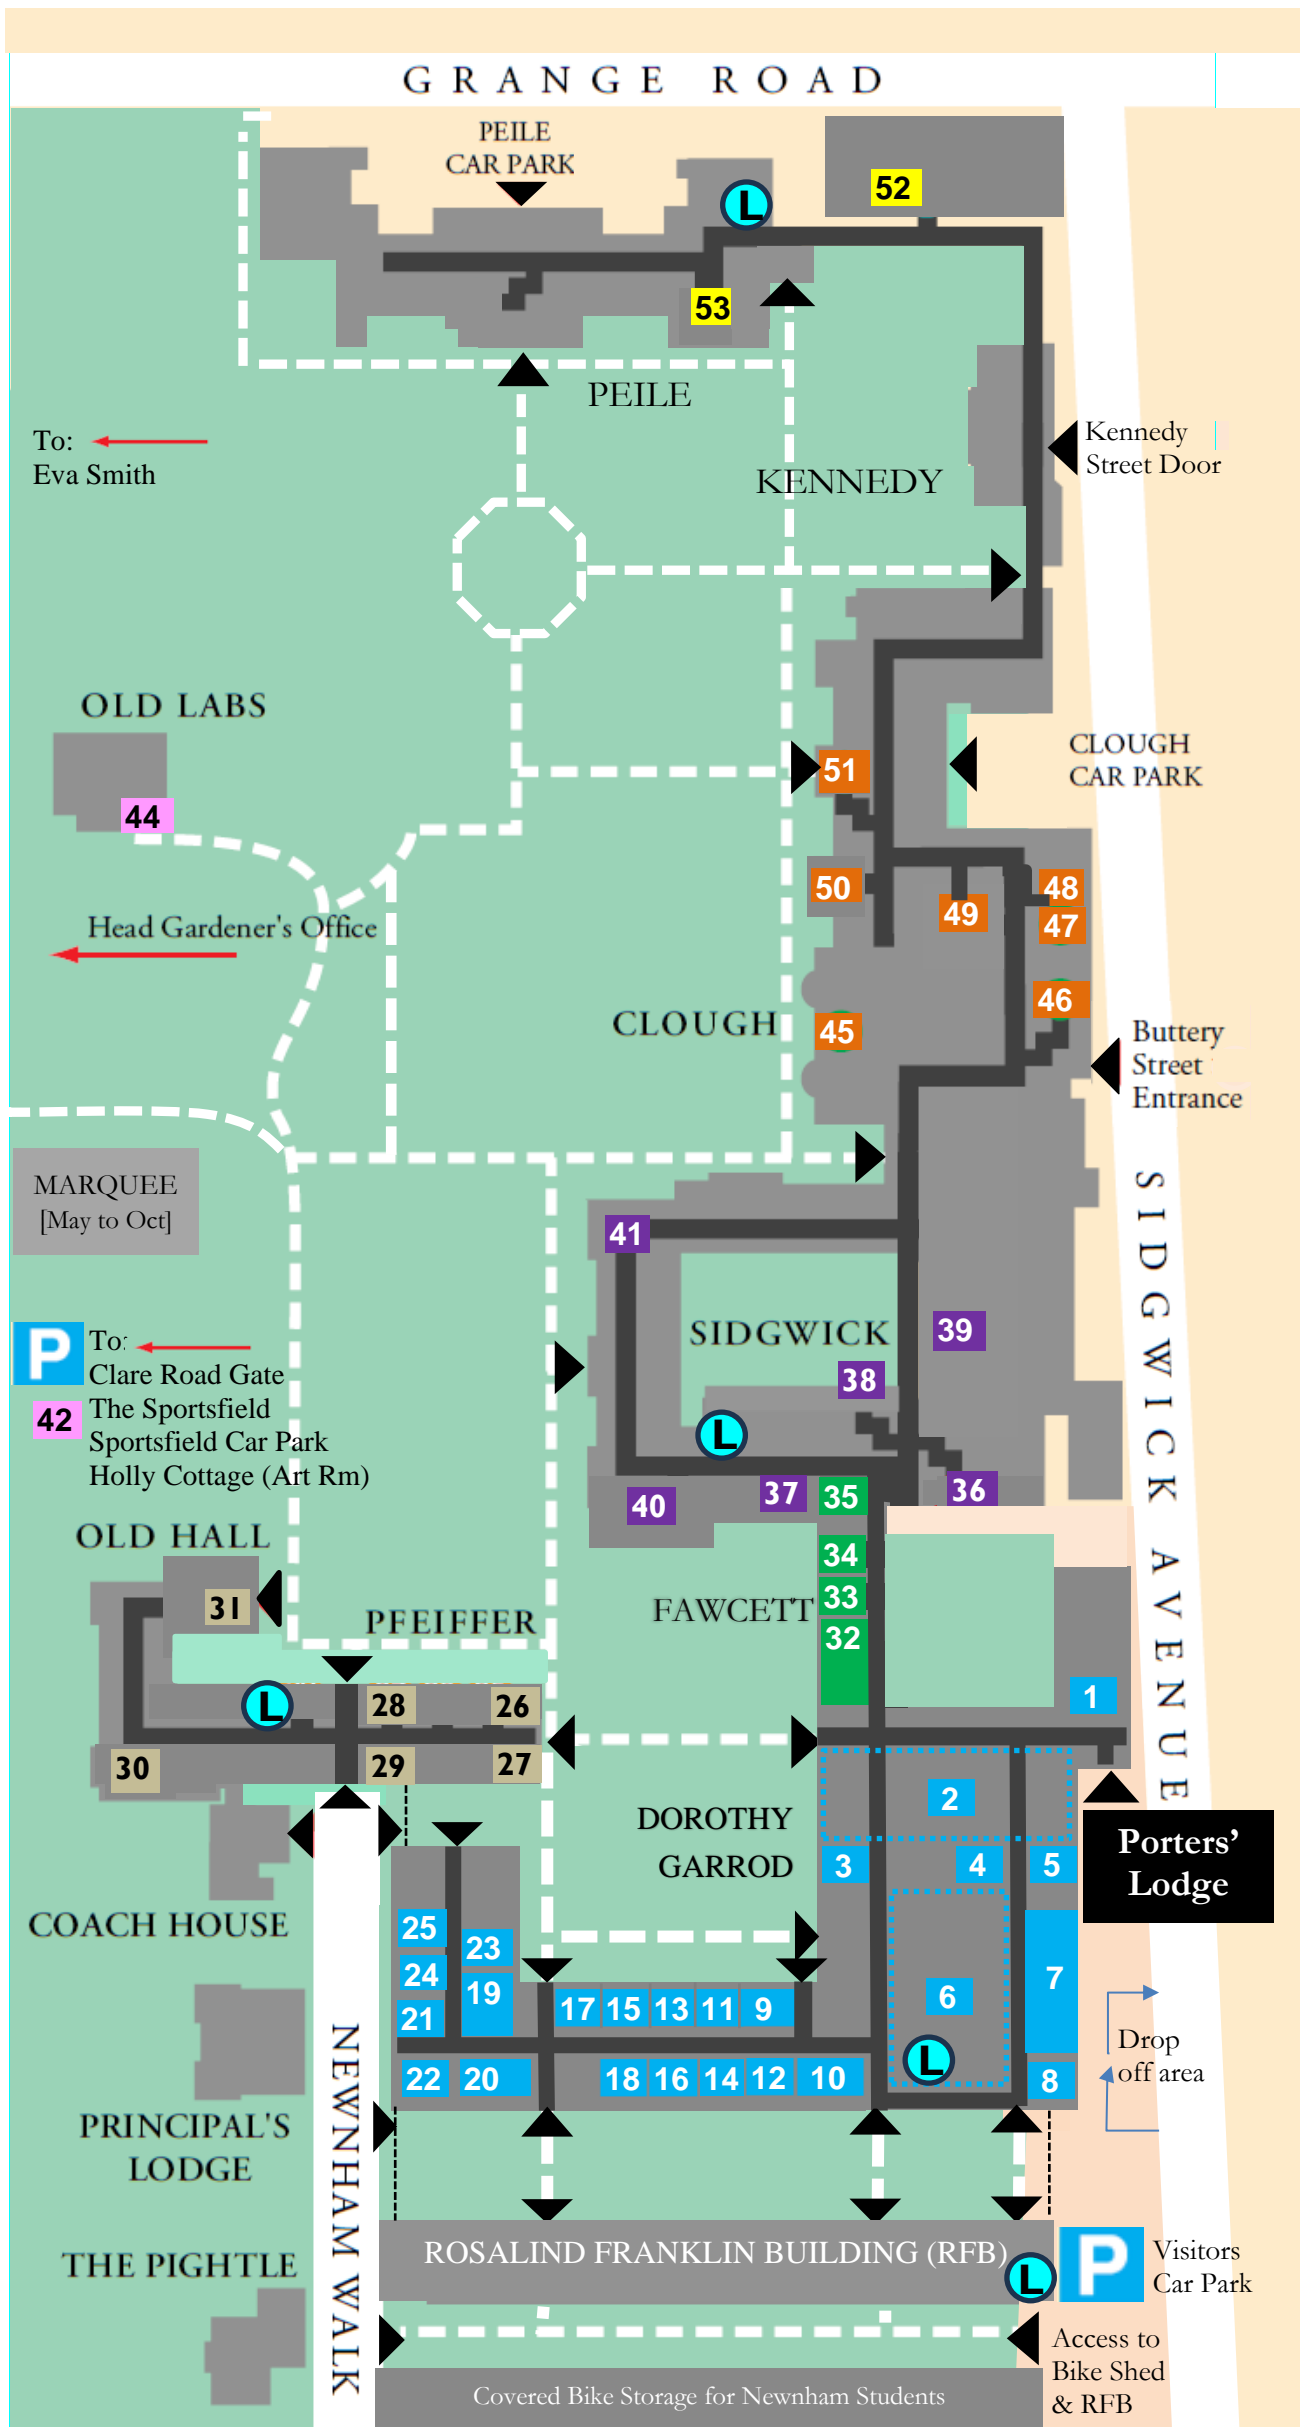 GRANGE ROAD
PEILE
CAR PARK
52
L
53
PEILE
To:
Eva Smith
Kennedy
Street Door
KENNEDY
OLD LABS
44
CLOUGH
CAR PARK
51
50
49
48
47
46
45
Head Gardener's Office
CLOUGH
Buttery
Street
Entrance
MARQUEE
[May to Oct]
SIDGWICK AVENUE
41
SIDGWICK
39
38
L
P
To:
Clare Road Gate
42
The Sportsfield
Sportsfield Car Park
Holly Cottage (Art Rm)
40
37
35
36
OLD HALL
34
33
32
31
FAWCETT
PFEIFFER
1
L
28
26
30
29
27
2
DOROTHY
GARROD
3
4
5
Porters’
Lodge
COACH HOUSE
25
23
24
19
21
17
15
13
11
9
6
7
L
22
20
18
16
14
12
10
8
Drop
off area
NEWNHAM WALK
PRINCIPAL'S
LODGE
ROSALIND FRANKLIN BUILDING (RFB)
L
P
Visitors
Car Park
THE PIGHTLE
Access to
Bike Shed
& RFB
Covered Bike Storage for Newnham Students